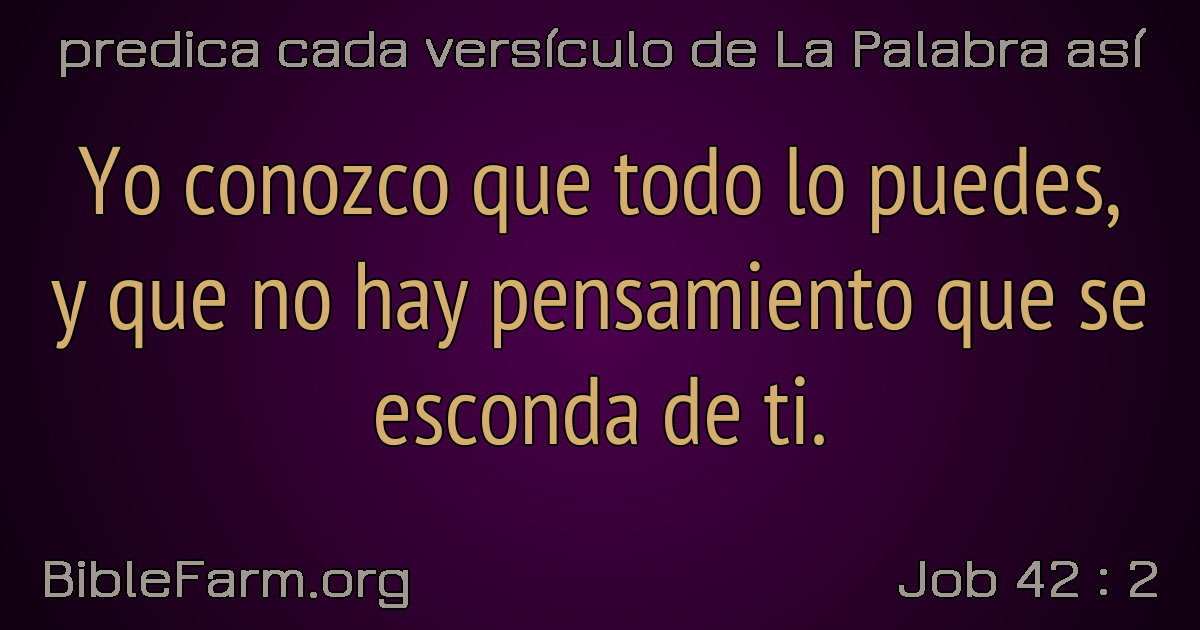 predica cada versículo de La Palabra así
Yo conozco que todo lo puedes,
y que no hay pensamiento que se
esconda de ti.
BibleFarm.org
Job 42 : 2